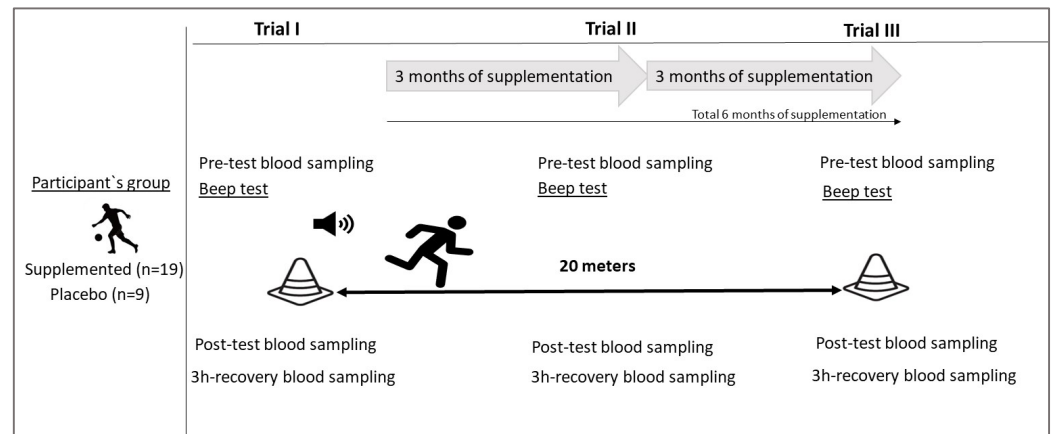 Trial I
Trial II
Trial III
3 months of supplementation
3 months of supplementation
Total 6 months of supplementation
Participant`s group
Supplemented (n=19)
Placebo (n=9)
Pre-test blood sampling
Beep test
Pre-test blood sampling
Beep test
Pre-test blood sampling
Beep test
20 meters
Post-test blood sampling
3h-recovery blood sampling
Post-test blood sampling
3h-recovery blood sampling
Post-test blood sampling
3h-recovery blood sampling